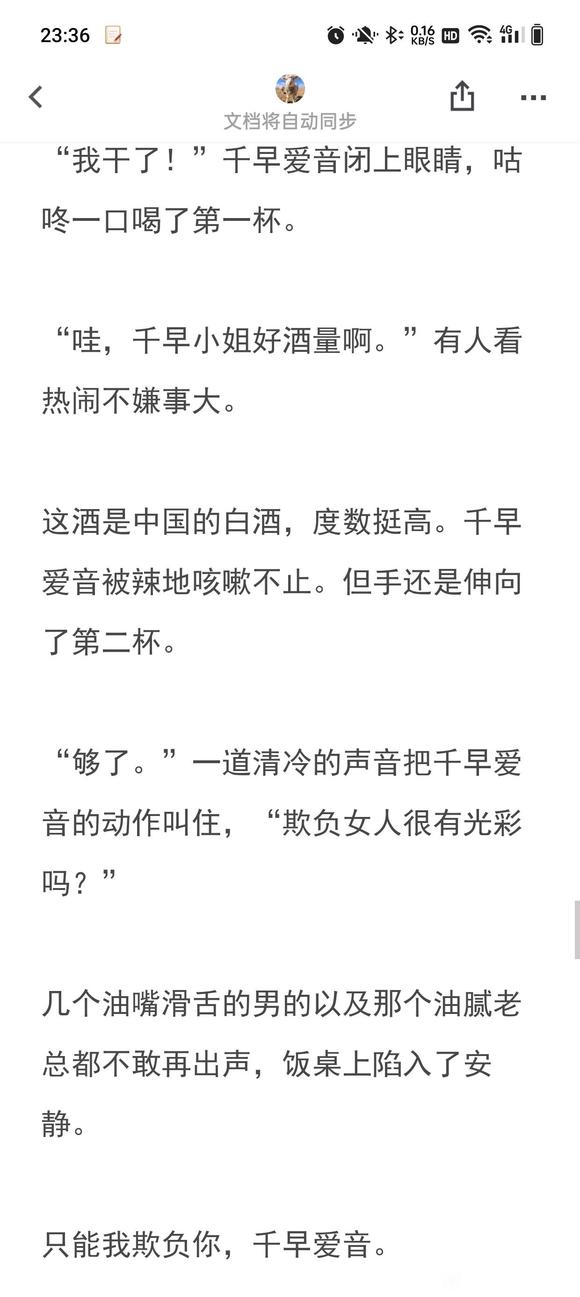 23:36
0.16
KB/S
HD
4G
文档将自动同步
“我干了！”千早爱音闭上眼睛，咕
咚一口喝了第一杯。
“哇，千早小姐好酒量啊。”有人看
热闹不嫌事大。
这酒是中国的白酒，度数挺高。千早
爱音被辣地咳嗽不止。但手还是伸向
了第二杯。
“够了。”一道清冷的声音把千早爱
音的动作叫住，“欺负女人很有光彩
吗？”
几个油嘴滑舌的男的以及那个油腻老
总都不敢再出声，饭桌上陷入了安
静。
只能我欺负你，千早爱音。